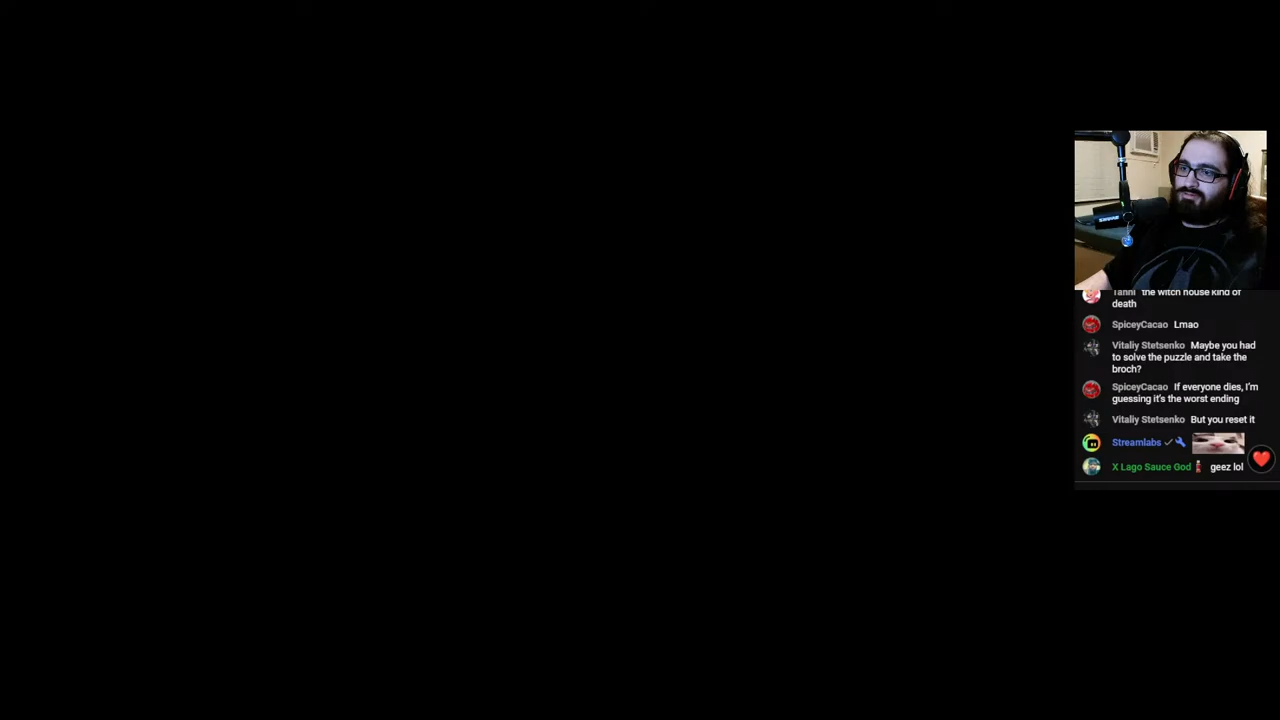 SHURE
Tanni the witch house kind of
death
SpiceyCacao Lmao
Vitaliy Stetsenko Maybe you had
to solve the puzzle and take the
broch?
SpiceyCacao If everyone dies, I'm
guessing it's the worst ending
Vitaliy Stetsenko But you reset it
Streamlabs
X Lago Sauce God geez lol